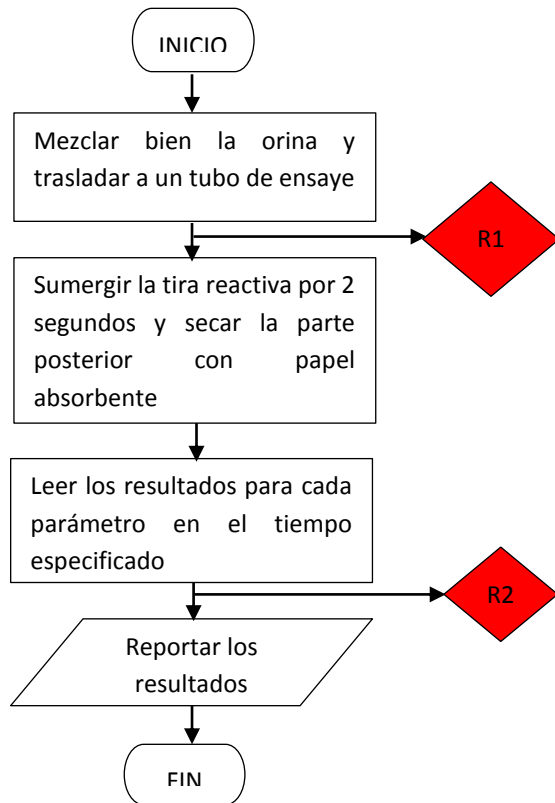 INICIO
Mezclar bien la orina y
trasladar a un tubo de ensaye
R1
Sumergir la tira reactiva por 2
segundos y secar la parte
posterior con papel
absorbente
Leer los resultados para cada
parámetro en el tiempo
especificado
R2
Reportar los
resultados
FIN